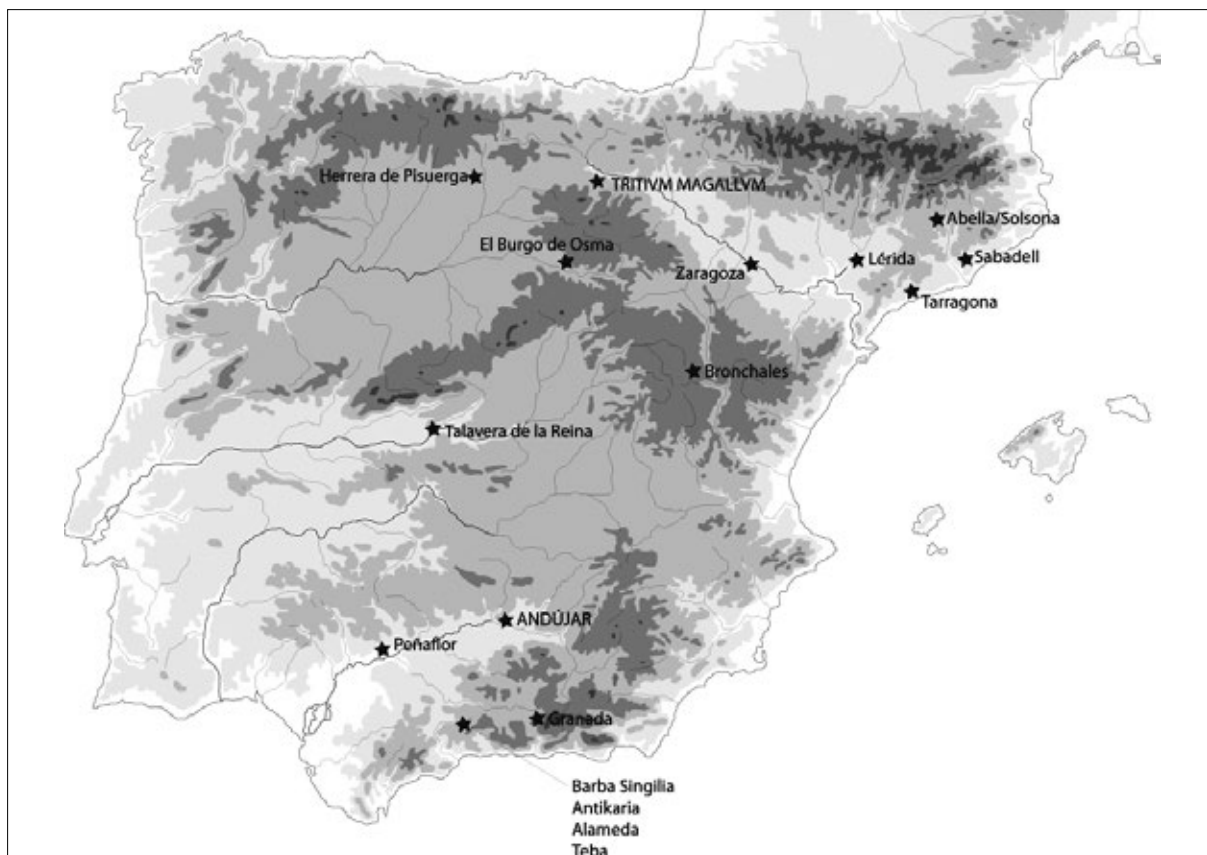 Herrera de Pisuerga
TRITIVM MAGALLVM
Abella/Solsona
El Burgo de Osma
Zaragoza
Lérida
Sabadell
Tarragona
Bronchales
Talavera de la Reina
ANDÚJAR
Peñaflor
Granada
Barba Singilia
Antikaria
Alameda
Teba